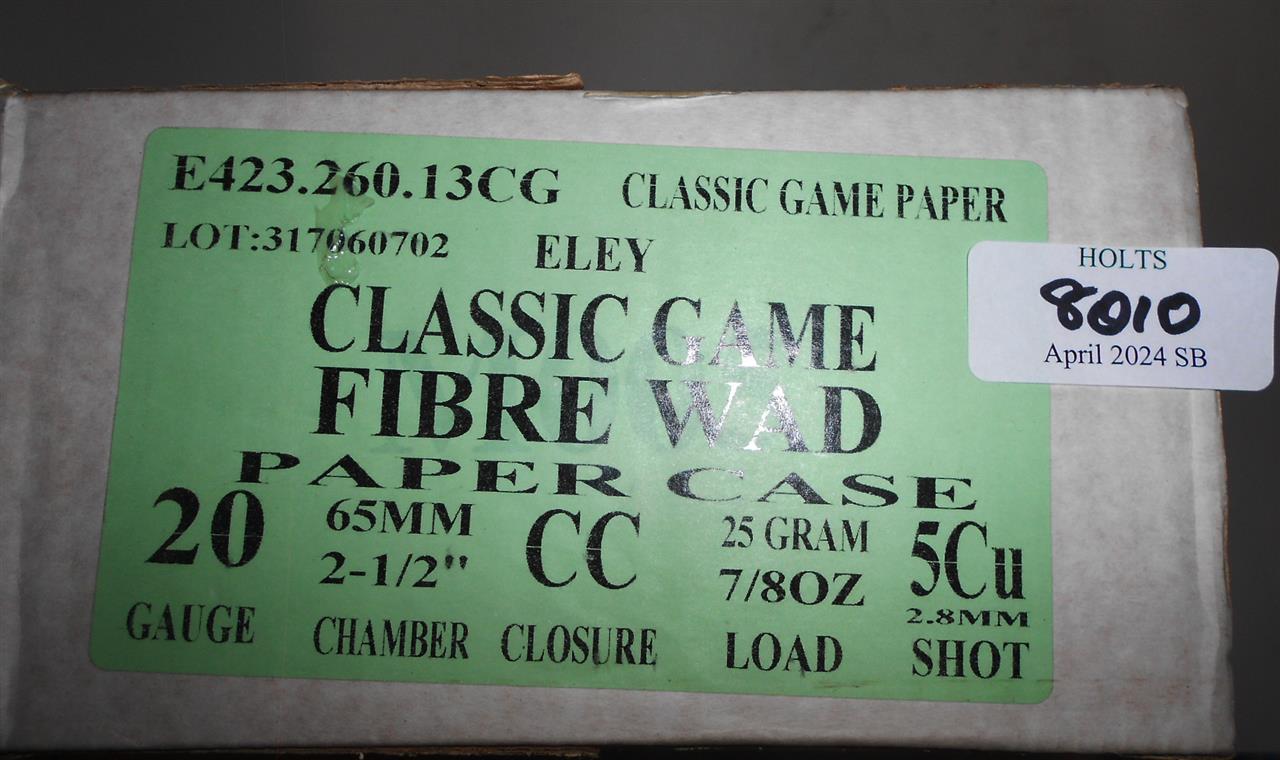 E423.260.13CG CLASSIC GAME PAPER
LOT:317060702 ELEY
CLASSIC GAME
FIBRE WAD
PAPER CASE
20 65MM CC 25 GRAM 5Cu
2-1/2" 7/8OZ 2.8MM
GAUGE CHAMBER CLOSURE LOAD SHOT
HOLTS
8010
April 2024 SB